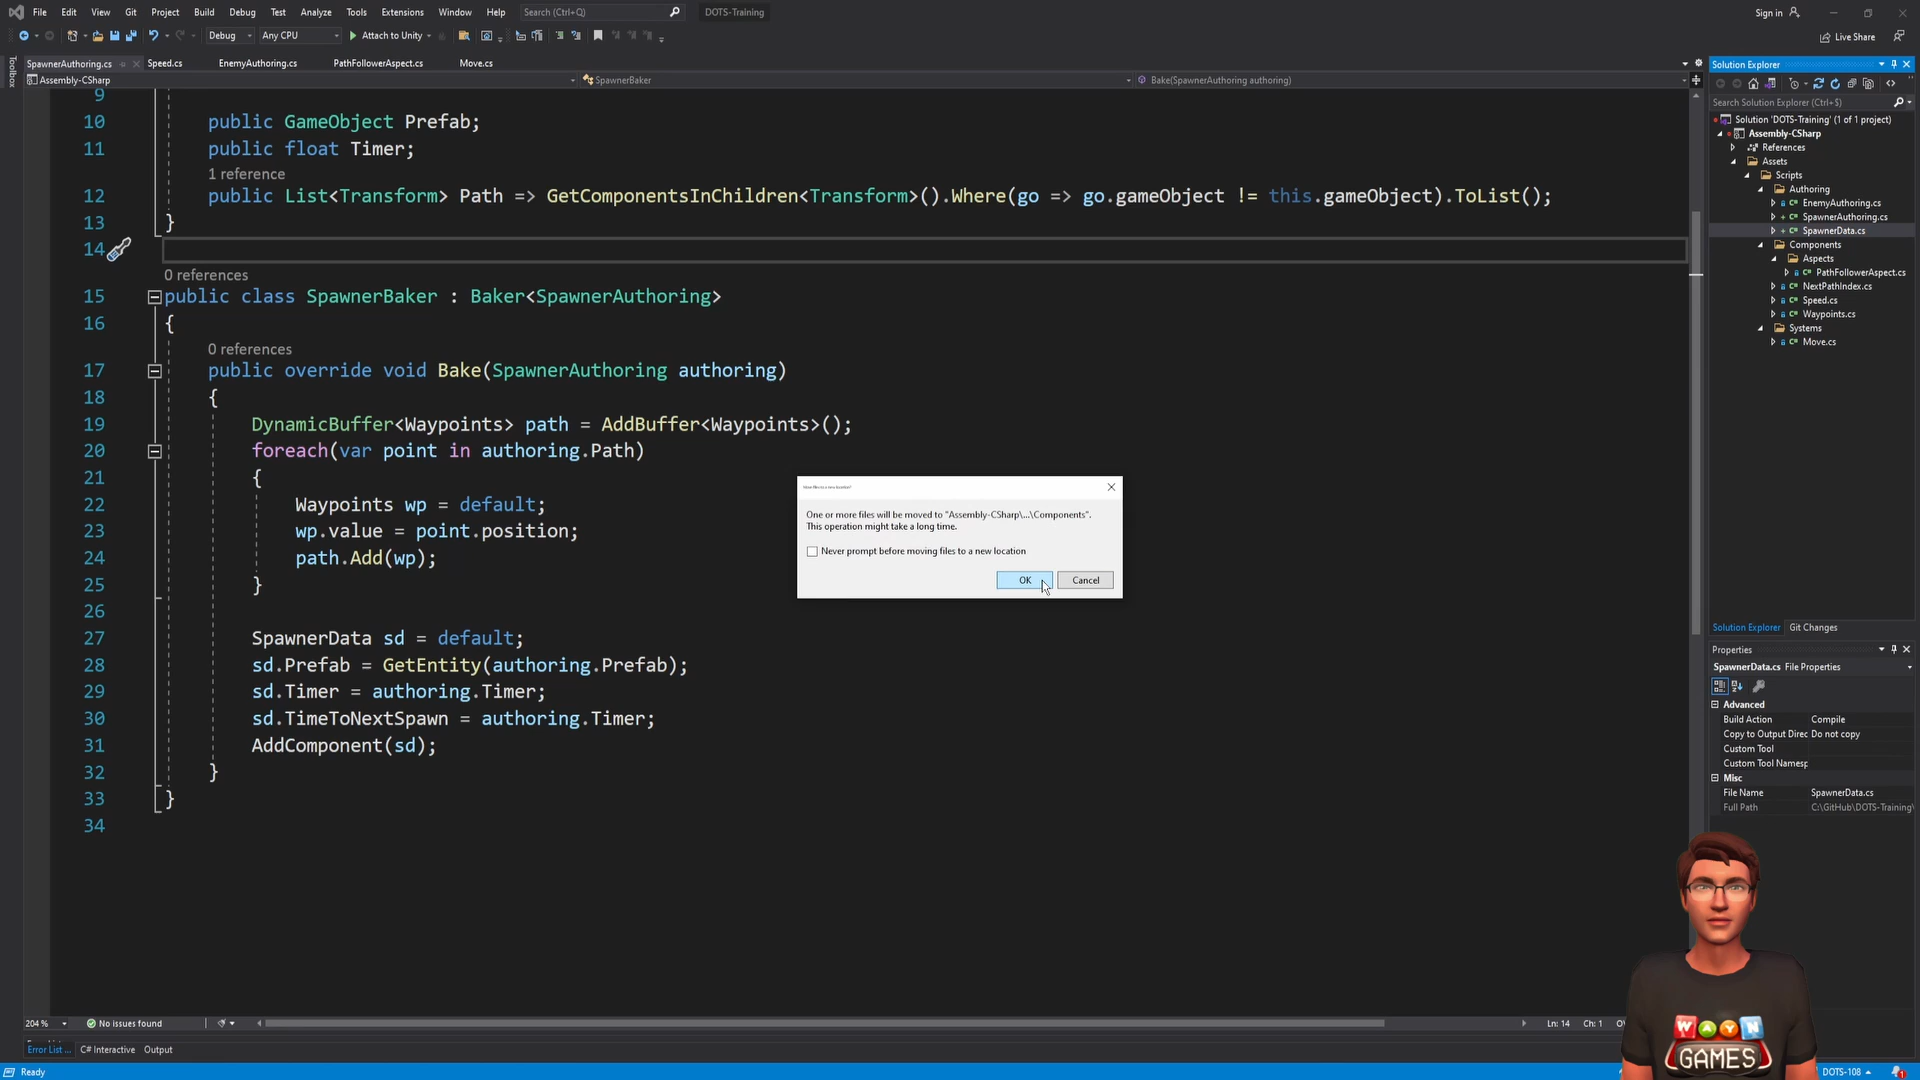 File Edit View Git Project Build Debug Test Analyze Tools Extensions Window Help Search (Ctrl+Q) DOTS-Training Sign in
Debug Any CPU Attach to Unity Live Share
Toolbox
SpawnerAuthoring.cs Speed.cs EnemyAuthoring.cs PathFollowerAspect.cs Move.cs
Assembly-CSharp SpawnerBaker Bake(SpawnerAuthoring authoring)
9
10 public GameObject Prefab;
11 public float Timer;
1 reference
12 public List<Transform> Path => GetComponentsInChildren<Transform>().Where(go => go.gameObject != this.gameObject).ToList();
13 }
14
0 references
15 public class SpawnerBaker : Baker<SpawnerAuthoring>
16 {
0 references
17 public override void Bake(SpawnerAuthoring authoring)
18 {
19 DynamicBuffer<Waypoints> path = AddBuffer<Waypoints>();
20 foreach(var point in authoring.Path)
21 {
22 Waypoints wp = default;
23 wp.value = point.position;
24 path.Add(wp);
25 }
26
27 SpawnerData sd = default;
28 sd.Prefab = GetEntity(authoring.Prefab);
29 sd.Timer = authoring.Timer;
30 sd.TimeToNextSpawn = authoring.Timer;
31 AddComponent(sd);
32 }
33 }
34
Move files to a new location?
One or more files will be moved to "Assembly-CSharp\...\Components".
This operation might take a long time.
Never prompt before moving files to a new location
OK Cancel
Solution Explorer
Search Solution Explorer (Ctrl+$)
Solution 'DOTS-Training' (1 of 1 project)
Assembly-CSharp
References
Assets
Scripts
Authoring
EnemyAuthoring.cs
SpawnerAuthoring.cs
SpawnerData.cs
Components
Aspects
PathFollowerAspect.cs
NextPathIndex.cs
Speed.cs
Waypoints.cs
Systems
Move.cs
Solution Explorer Git Changes
Properties
SpawnerData.cs File Properties
Advanced
Build Action Compile
Copy to Output Direc Do not copy
Custom Tool
Custom Tool Namesp
Misc
File Name SpawnerData.cs
Full Path C:\GitHub\DOTS-Training\
WAYN
GAMES
204 % No issues found Ln: 14 Ch: 1
Error List ... C# Interactive Output
Ready DOTS-108 1